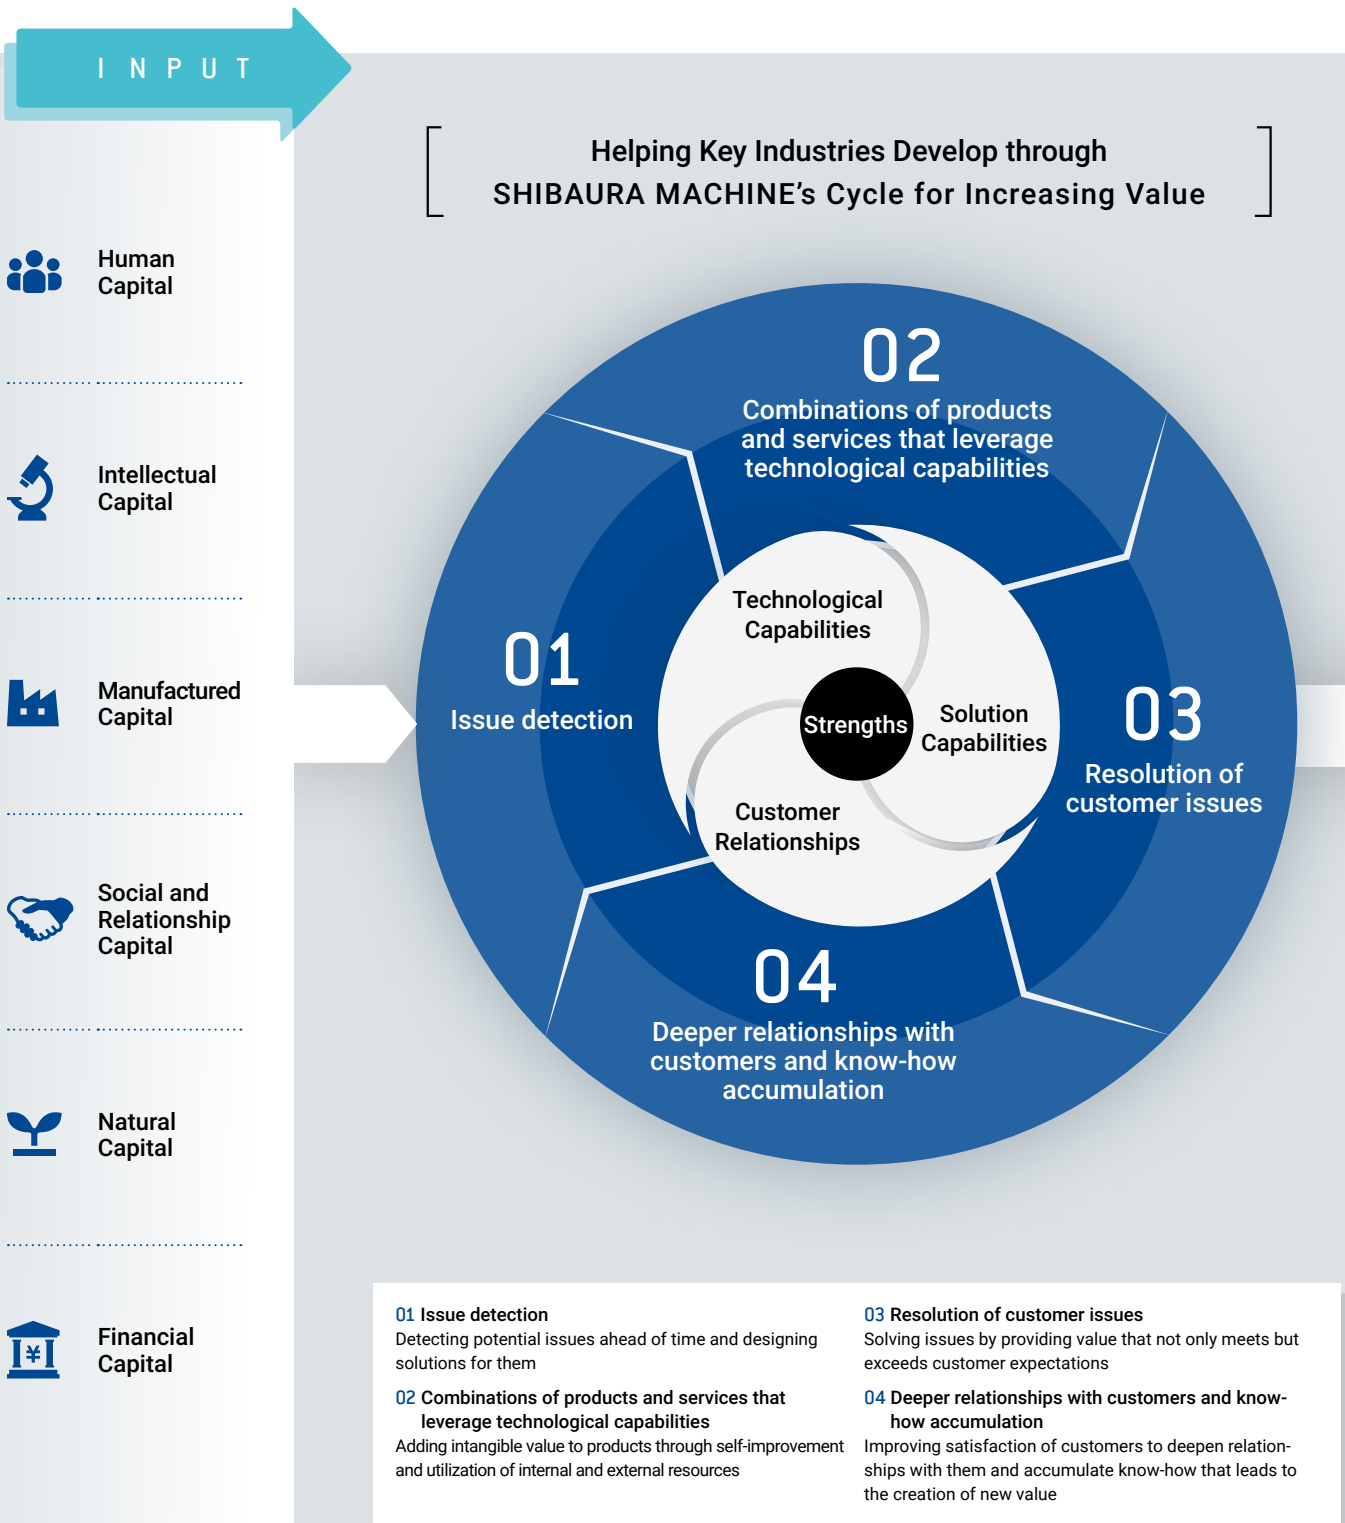 INPUT
Helping Key Industries Develop through
SHIBAURA MACHINE’s Cycle for Increasing Value
Human
Capital
Intellectual
Capital
Manufactured
Capital
Social and
Relationship
Capital
Natural
Capital
¥
Financial
Capital
01
Issue detection
02
Combinations of products
and services that leverage
technological capabilities
03
Resolution of
customer issues
04
Deeper relationships with
customers and know-how
accumulation
Technological
Capabilities
Solution
Capabilities
Customer
Relationships
Strengths
01 Issue detection
Detecting potential issues ahead of time and designing
solutions for them
02 Combinations of products and services that
leverage technological capabilities
Adding intangible value to products through self-improvement
and utilization of internal and external resources
03 Resolution of customer issues
Solving issues by providing value that not only meets but
exceeds customer expectations
04 Deeper relationships with customers and know-
how accumulation
Improving satisfaction of customers to deepen relation-
ships with them and accumulate know-how that leads to
the creation of new value